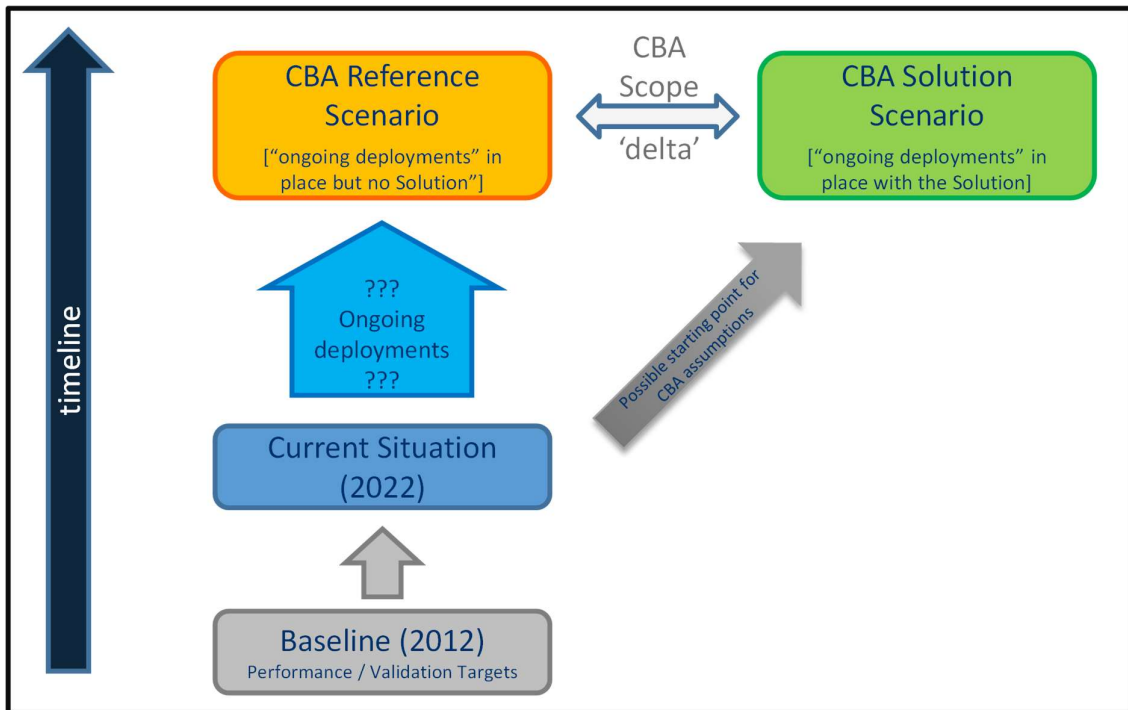 CBA Reference
Scenario
[“ongoing deployments” in
place but no Solution”]
CBA
Scope
‘delta’
CBA Solution
Scenario
[“ongoing deployments” in
place with the Solution]
???
Ongoing
deployments
???
Possible starting point for
CBA assumptions
timeline
Current Situation
(2022)
Baseline (2012)
Performance / Validation Targets